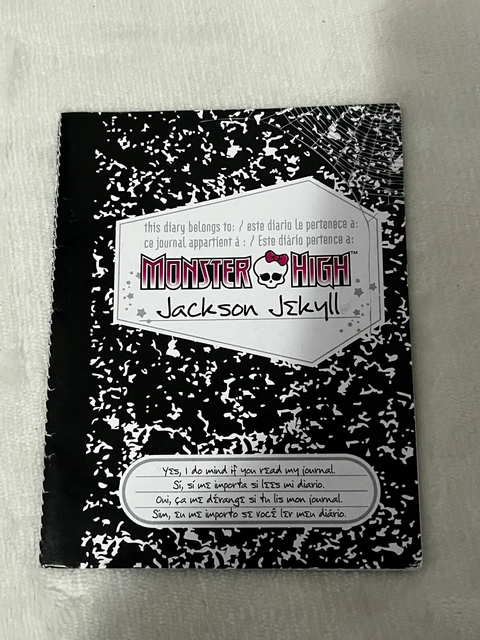 this diary belongs to: / este diario le pertenece a:
ce journal appartient à : / Este diário pertence a:
MONSTER HIGH™
Jackson Jekyll
Yes, I do mind if you read my journal.
Sí, sí me importa si lees mi diario.
Oui, ça me dérange si tu lis mon journal.
Sim, eu me importo se você ler meu diário.